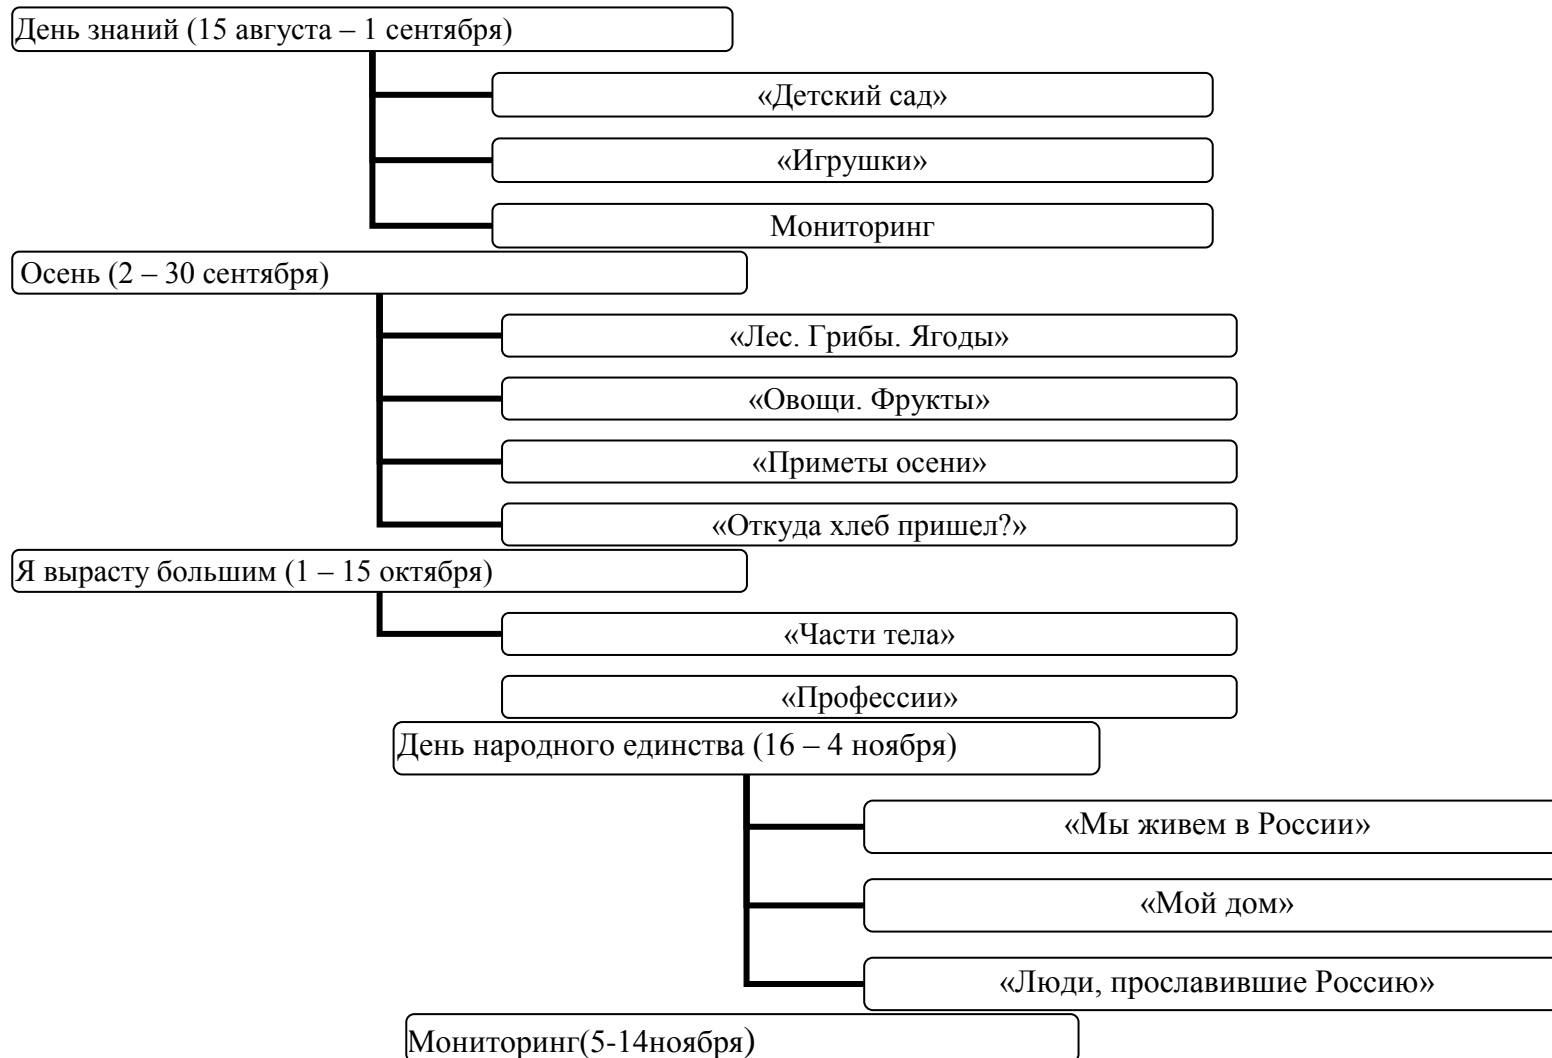 День знаний (15 августа – 1 сентября)
«Детский сад»
«Игрушки»
Мониторинг
Осень (2 – 30 сентября)
«Лес. Грибы. Ягоды»
«Овощи. Фрукты»
«Приметы осени»
«Откуда хлеб пришел?»
Я вырасту большим (1 – 15 октября)
«Части тела»
«Профессии»
День народного единства (16 – 4 ноября)
«Мы живем в России»
«Мой дом»
«Люди, прославившие Россию»
Мониторинг(5-14ноября)